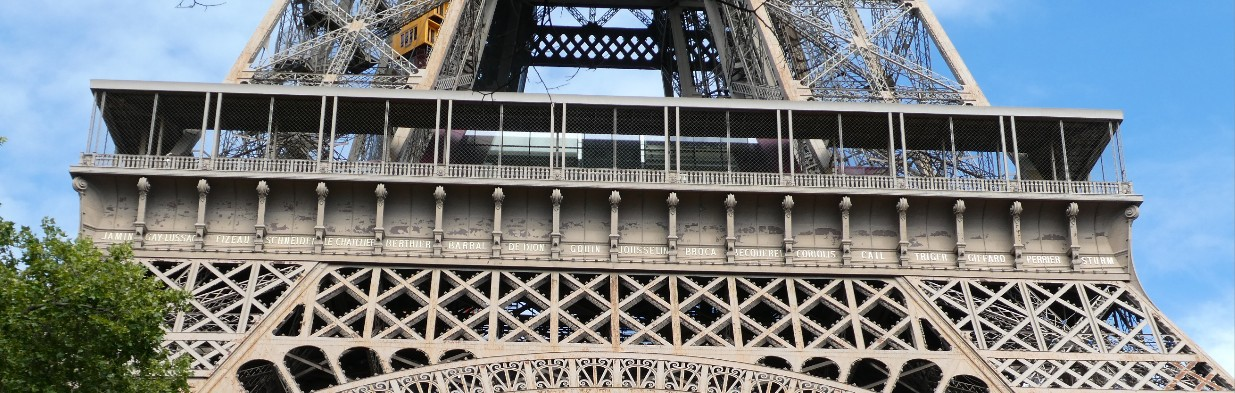 JAMIN GAY-LUSSAC FIZEAU SCHNEIDER LE CHATELIER BERTHIER BARRAL DE DION GOUIN JOUSSELIN BROCA BECQUEREL CORIOLIS CAIL TRIGER GIFFARD PERRIER STURM